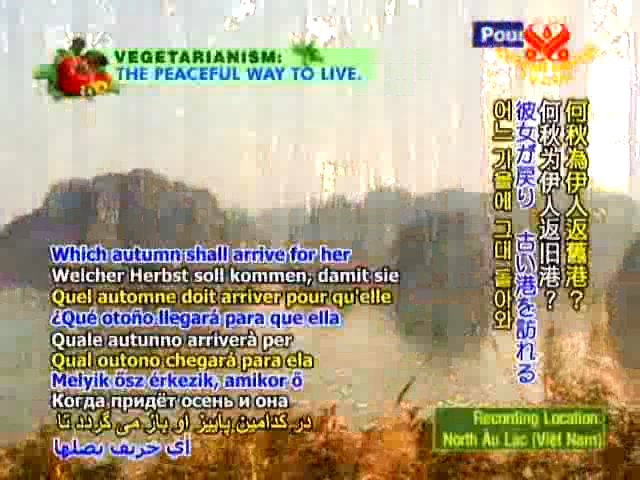 VEGETARIANISM:
THE PEACEFUL WAY TO LIVE.
Pour
何秋為伊人返舊港？
何秋为伊人返旧港？
彼女が戻り 古い港を訪れる
어느 가을에 그대 돌아와
Which autumn shall arrive for her
Welcher Herbst soll kommen, damit sie
Quel automne doit arriver pour qu'elle
¿Qué otoño llegará para que ella
Quale autunno arriverà per
Qual outono chegará para ela
Melyik ősz érkezik, amikor ő
Когда придёт осень и она
در کدامین پاییز او باز می گردد تا
أي خريف يصلها
Recording Location:
North Âu Lạc (Việt Nam)